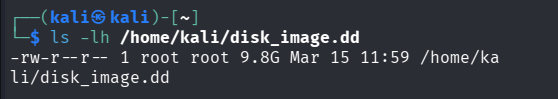 ┌──(kali㉿kali)-[~]
└─$ ls -lh /home/kali/disk_image.dd
-rw-r--r-- 1 root root 9.8G Mar 15 11:59 /home/ka
li/disk_image.dd